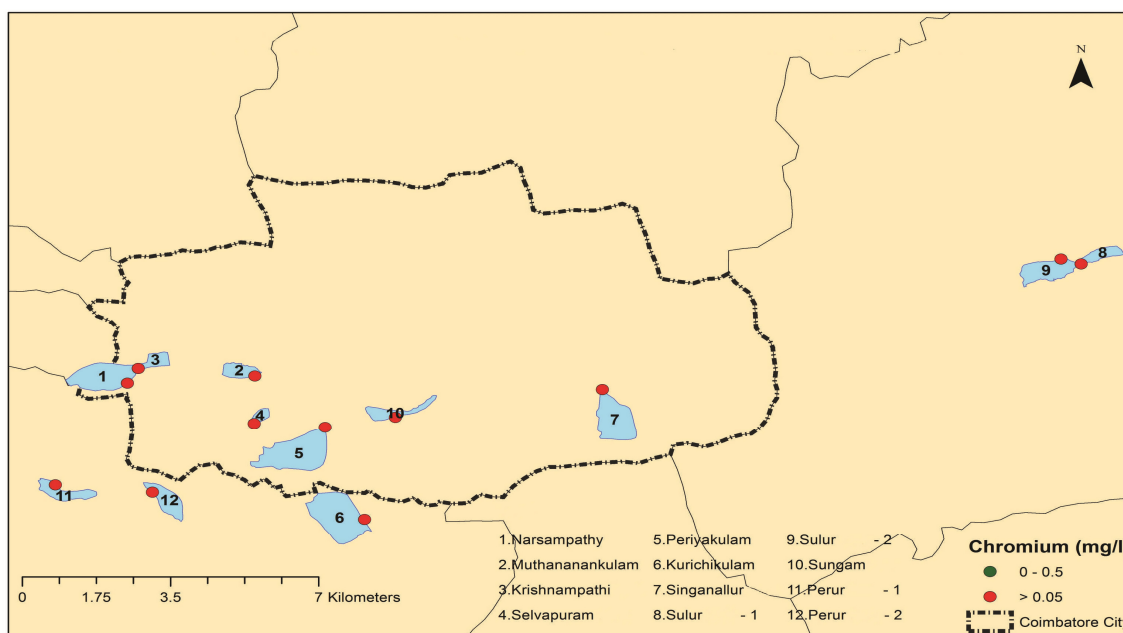 N
8
9
3
1
2
4
10
7
5
11
12
6
1.Narsampathy 5.Periyakulam 9.Sulur - 2
2.Muthananankulam 6.Kurichikulam 10.Sungam
3.Krishnampathi 7.Singanallur 11.Perur - 1
4.Selvapuram 8.Sulur - 1 12.Perur - 2
Chromium (mg/l
0 - 0.5
> 0.05
Coimbatore Cit
0 1.75 3.5 7 Kilometers